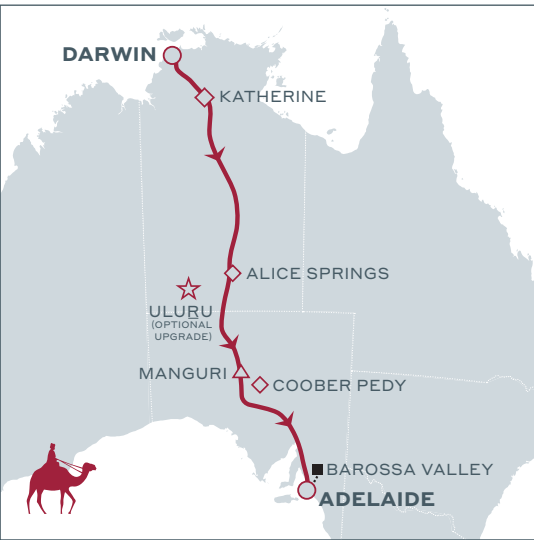 DARWIN
KATHERINE
ALICE SPRINGS
ULURU
(OPTIONAL
UPGRADE)
MANGURI
COOBER PEDY
BAROSSA VALLEY
ADELAIDE